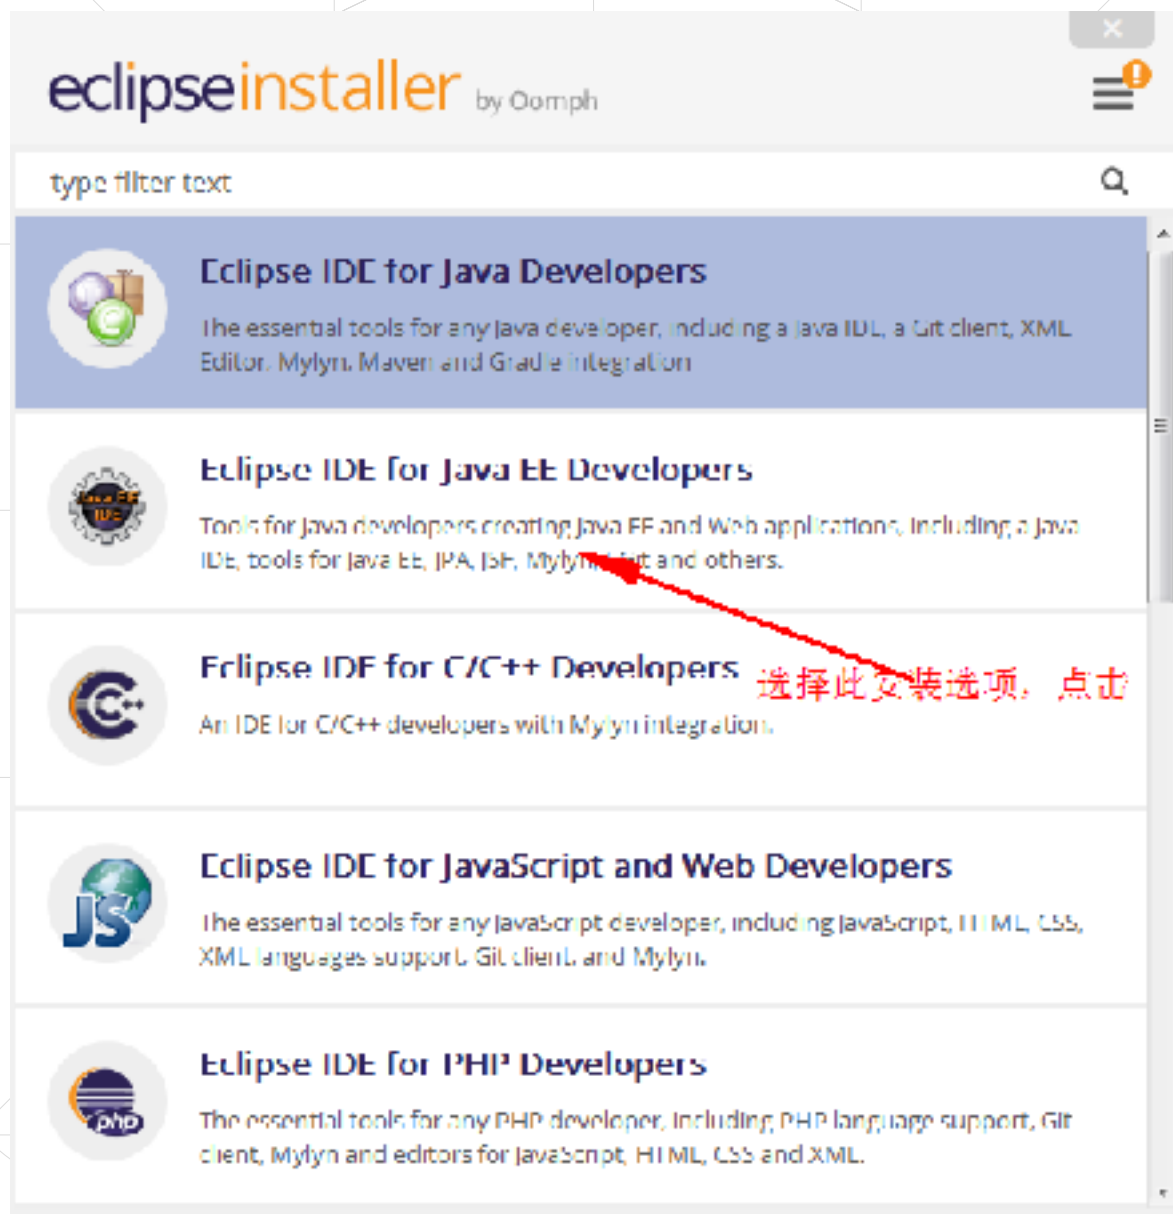 eclipseinstaller by Oomph
type filter text
Eclipse IDE for Java Developers
The essential tools for any Java developer, including a Java IDE, a Git client, XML
Editor, Mylyn, Maven and Gradle integration
Eclipse IDE for Java EE Developers
Java EE
IDE
Tools for Java developers creating Java EE and Web applications, including a Java
IDE, tools for Java EE, JPA, JSF, Mylyn, and others.
Eclipse IDE for C/C++ Developers
选择此安装选项，点击
C++
An IDE for C/C++ developers with Mylyn integration.
Eclipse IDE for JavaScript and Web Developers
JS
The essential tools for any JavaScript developer, including JavaScript, HTML, CSS,
XML languages support, Git client, and Mylyn.
Eclipse IDE for PHP Developers
php
The essential tools for any PHP developer, including PHP language support, Git
client, Mylyn and editors for JavaScript, HTML, CSS and XML.